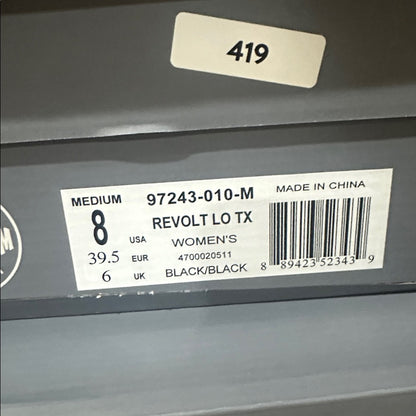 419
MEDIUM 97243-010-M MADE IN CHINA
8 USA REVOLT LO TX
39.5 EUR WOMEN'S
4700020511
6 UK BLACK/BLACK
8 89423 52343 9
M